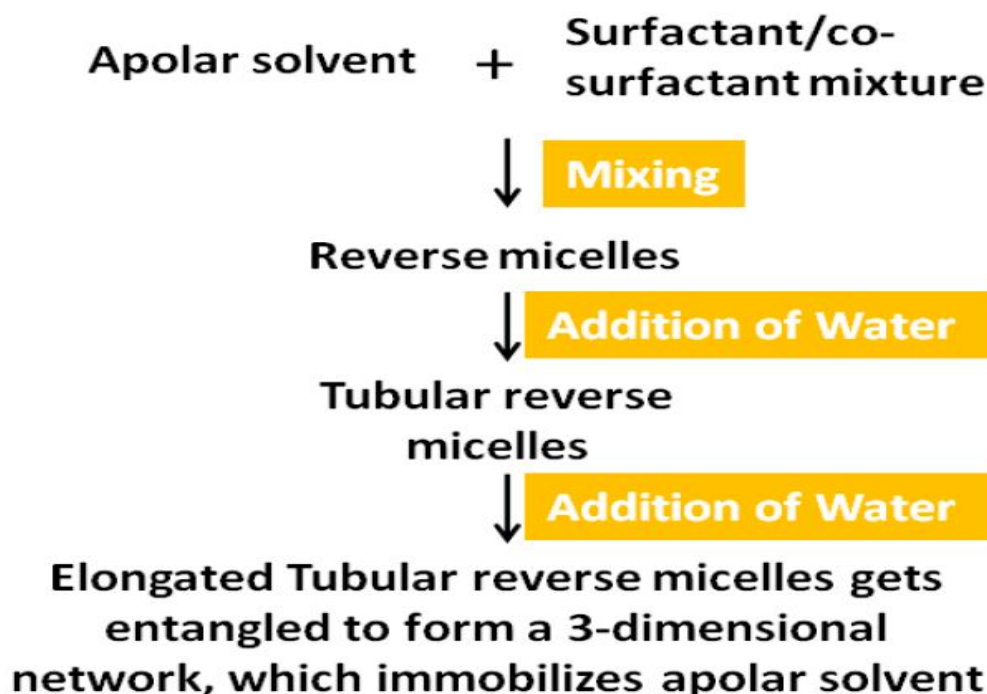 Apolar solvent + Surfactant/co-
surfactant mixture
Mixing
Reverse micelles
Addition of Water
Tubular reverse
micelles
Addition of Water
Elongated Tubular reverse micelles gets
entangled to form a 3-dimensional
network, which immobilizes apolar solvent